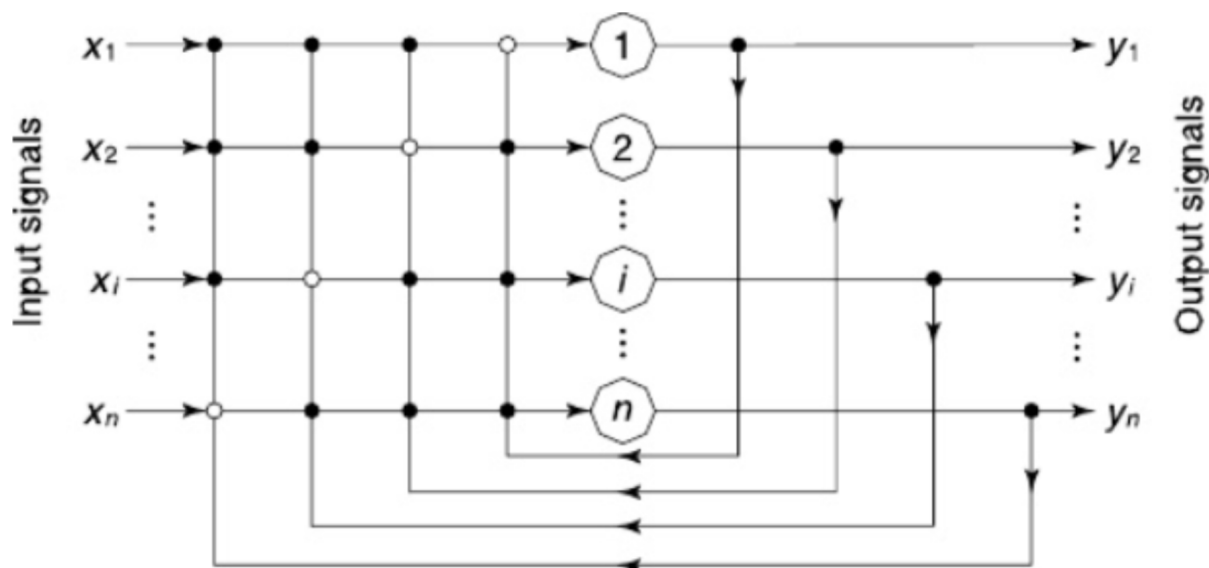 Input signals
x₁ 1 y₁
x₂ 2 y₂
⋮ ⋮ ⋮
xᵢ i yᵢ
⋮ ⋮ ⋮
xₙ n yₙ
Output signals